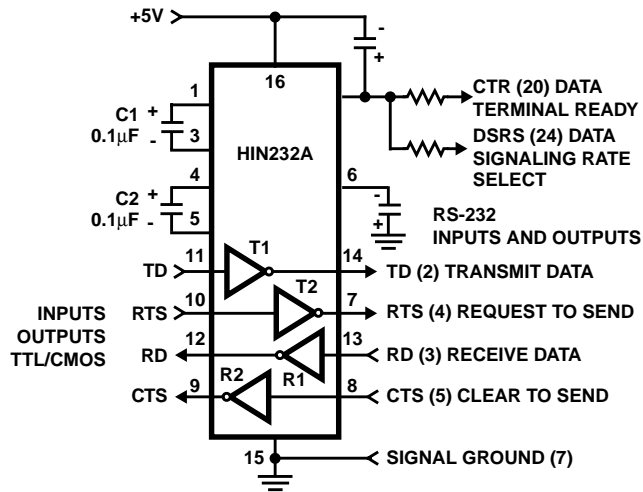 +5V
-
+
16
1
CTR (20) DATA
TERMINAL READY
C1
+
0.1μF
-
3
DSRS (24) DATA
SIGNALING RATE
SELECT
HIN232A
4
6
C2
+
0.1μF
-
5
-
+
RS-232
INPUTS AND OUTPUTS
T1
TD
11
14
TD (2) TRANSMIT DATA
T2
INPUTS
OUTPUTS
TTL/CMOS
RTS
10
7
RTS (4) REQUEST TO SEND
RD
12
13
RD (3) RECEIVE DATA
R1
R2
CTS
9
8
CTS (5) CLEAR TO SEND
15
SIGNAL GROUND (7)